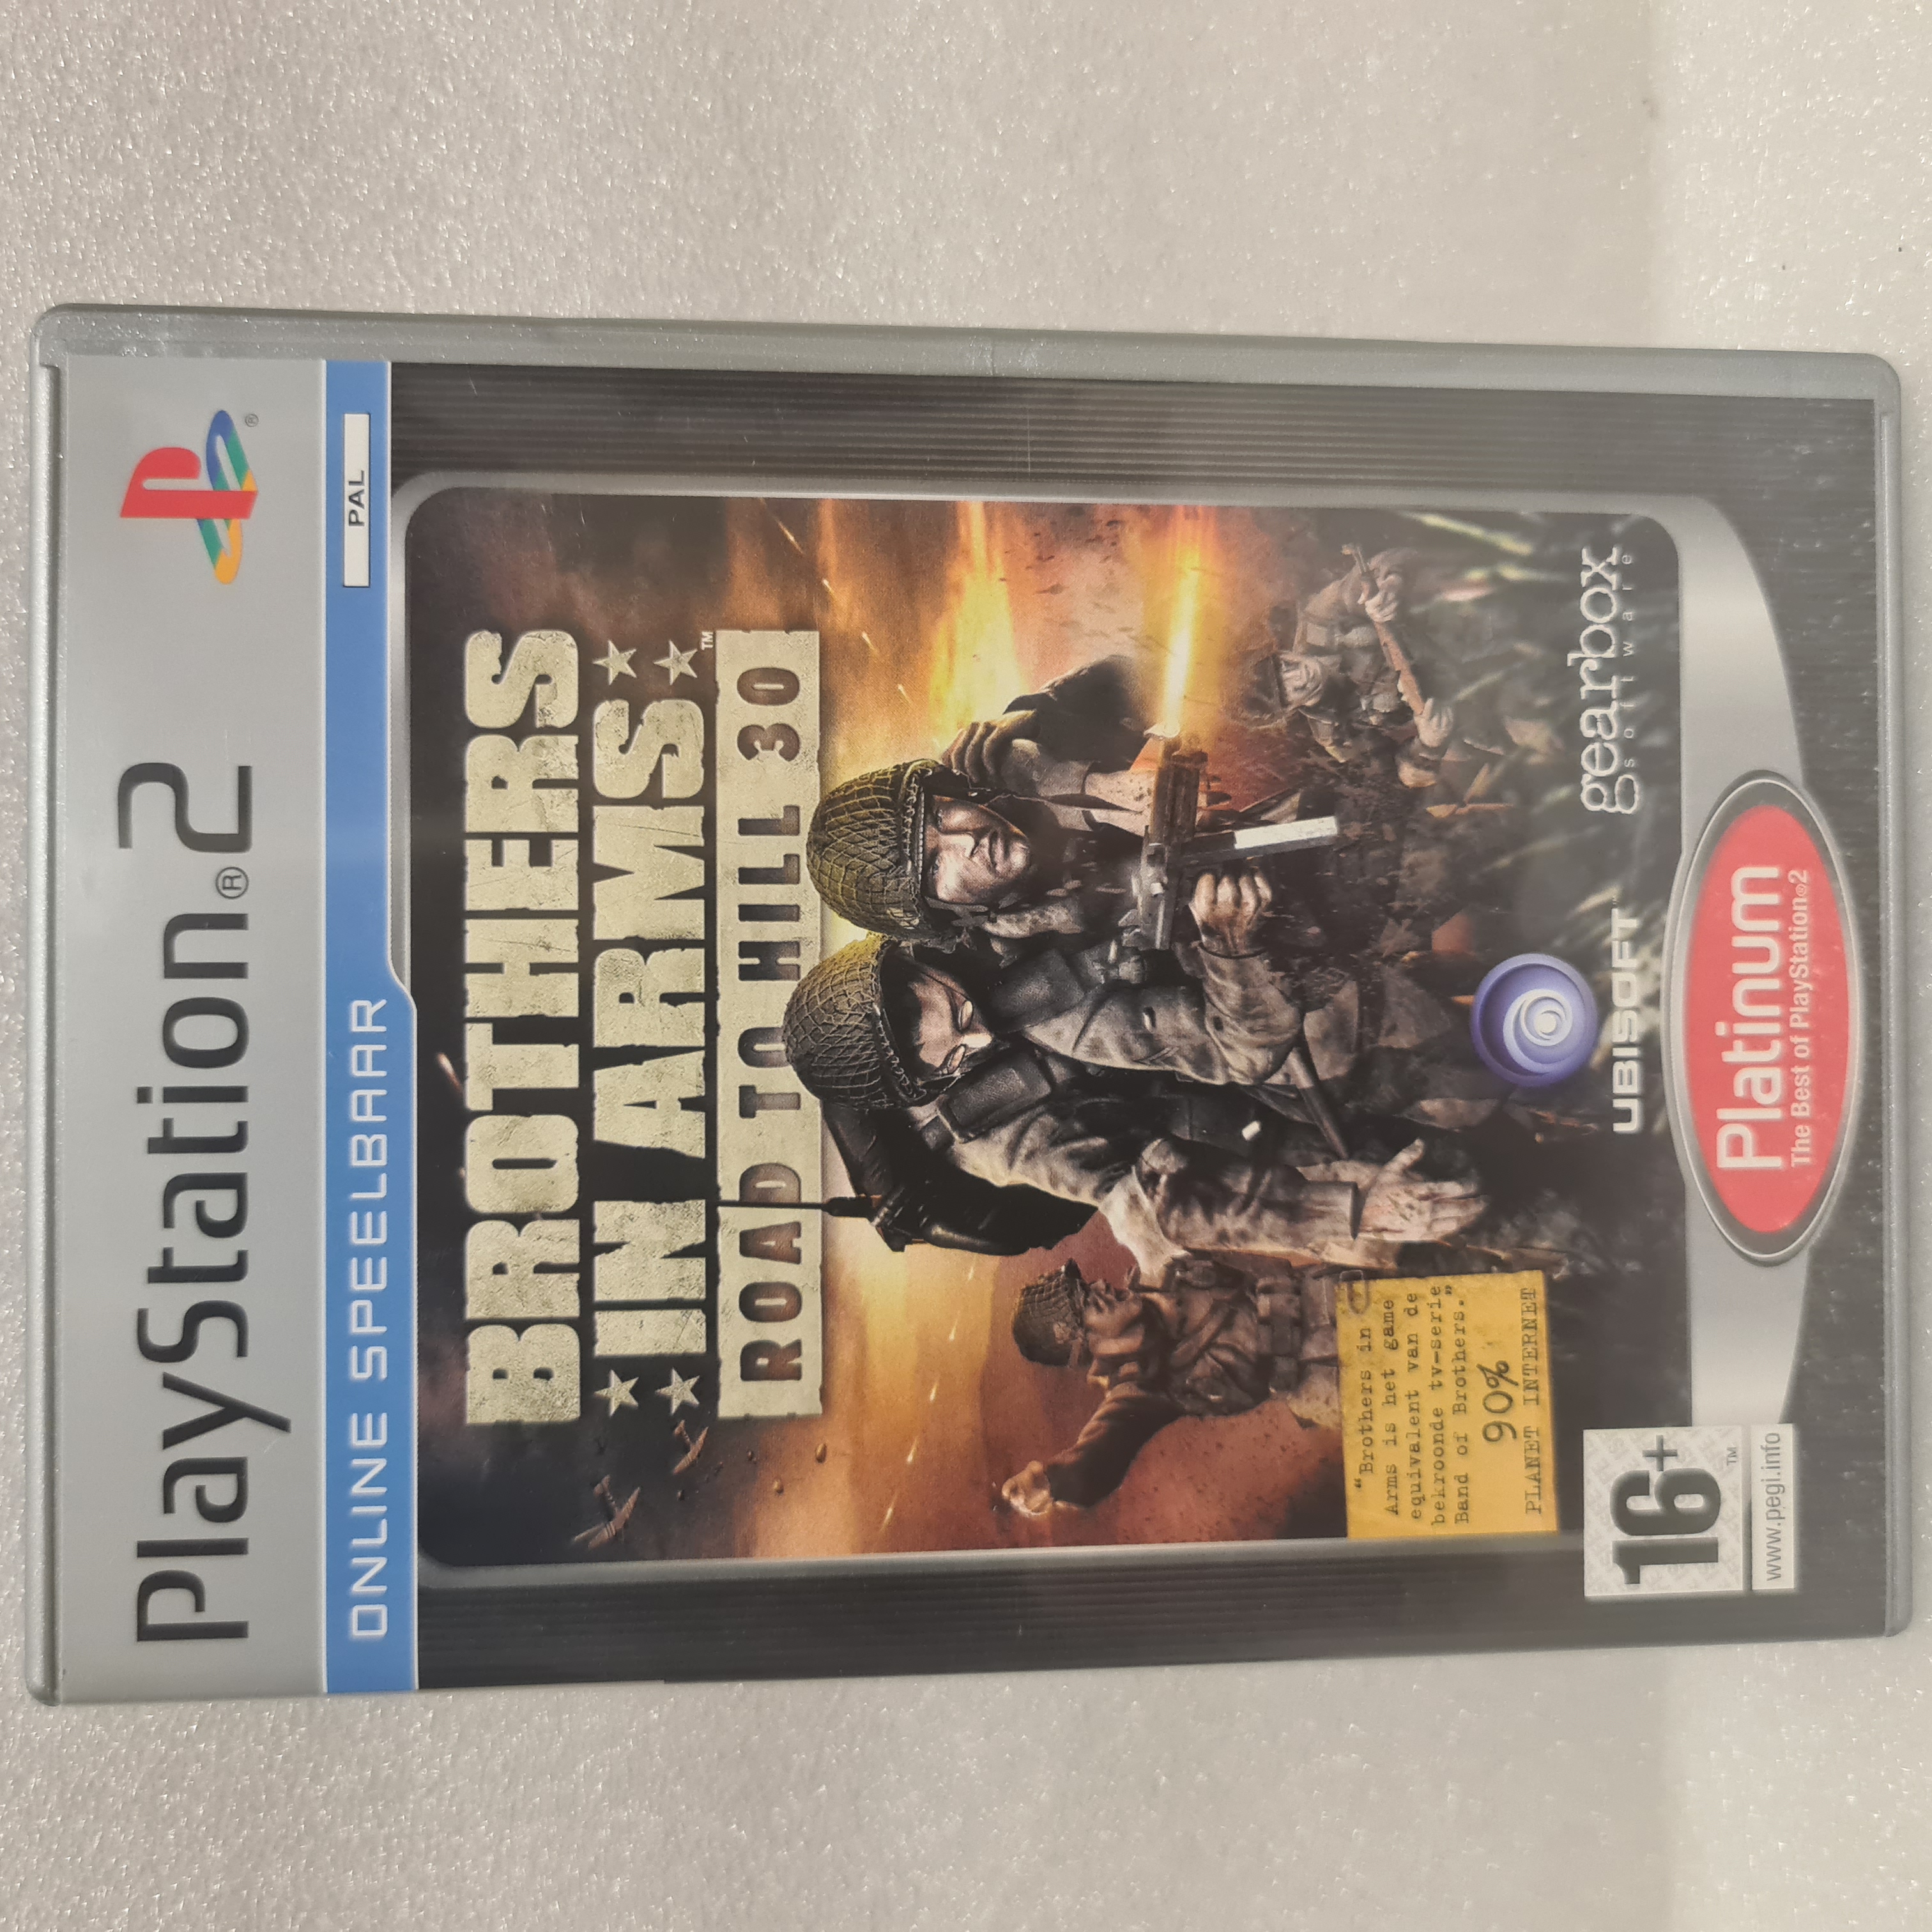 PlayStation®2
®
ONLINE SPEELBAAR
PAL
BROTHERS
IN ARMS™
ROAD TO HILL 30
"Brothers in
Arms is het game
equivalent van de
bekroonde tv-serie
Band of Brothers."
90%
PLANET INTERNET
UBISOFT
gearbox
software
16+
™
www.pegi.info
Platinum
The Best of PlayStation®2